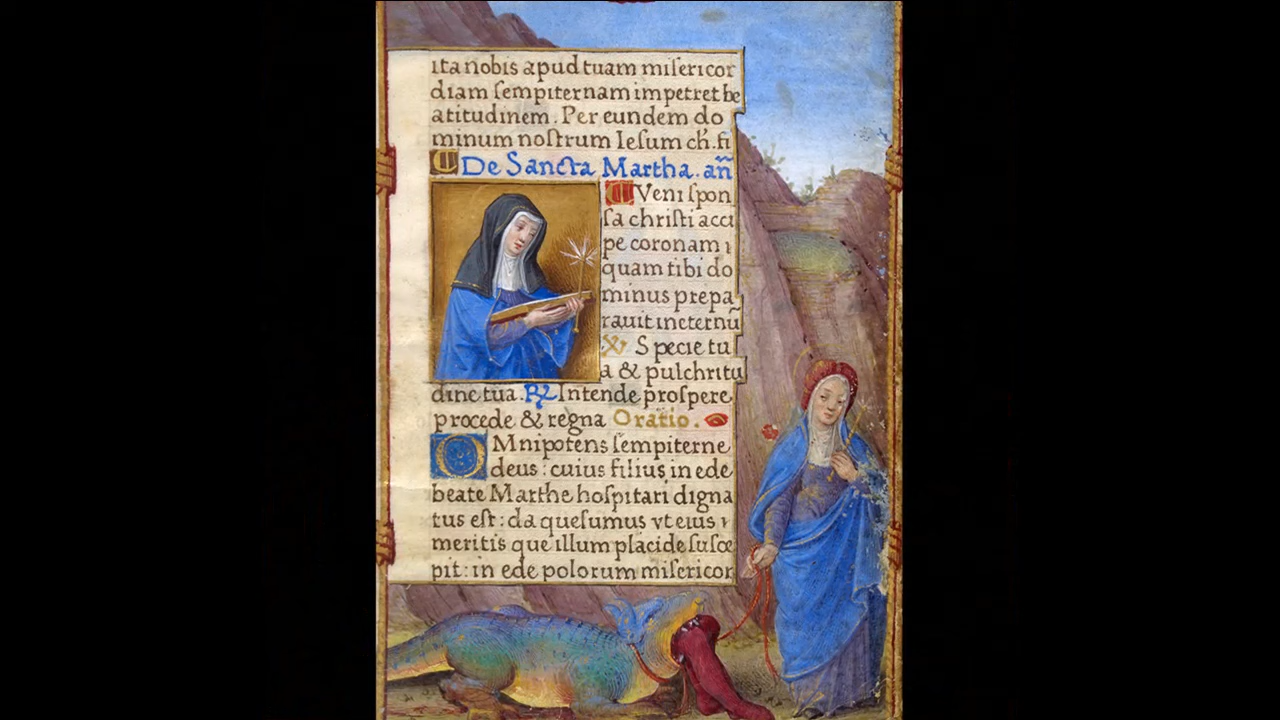 ita nobis apud tuam miſericor
diam ſempiternam impetret be
atitudinem. Per eundem do
minum noſtrum Ieſum ch̅. fi
De Sancta Martha. an̅
Veni ſpon
ſa chriſti acci
pe coronam
quam tibi do
minus prepa
rauit in eternū
℣ Specie tu
a & pulchritu
dine tua. ℟ Intende proſpere
procede & regna Oratio.
OMnipotens ſempiterne
deus: cuius filius in ede
beate Marthe hoſpitari digna
tus eſt: da queſumus vt eius
meritis que illum placide ſuſce
pit: in ede polorum miſericor